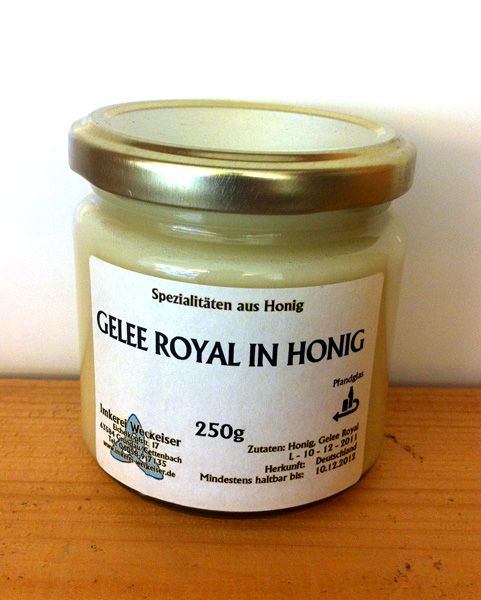 Spezialitäten aus Honig
GELEE ROYAL IN HONIG
Pfandglas
Imkerei Weckeiser
250g
Zutaten: Honig, Gelee Royal
L - 10 - 12 - 2011
Herkunft: Deutschland
Mindestens haltbar bis: 10.12.2012